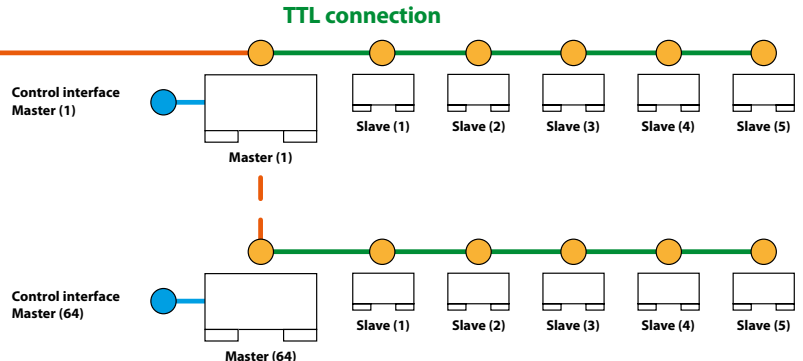 TTL connection
Control interface
Master (1)
Master (1)
Slave (1)
Slave (2)
Slave (3)
Slave (4)
Slave (5)
Control interface
Master (64)
Master (64)
Slave (1)
Slave (2)
Slave (3)
Slave (4)
Slave (5)